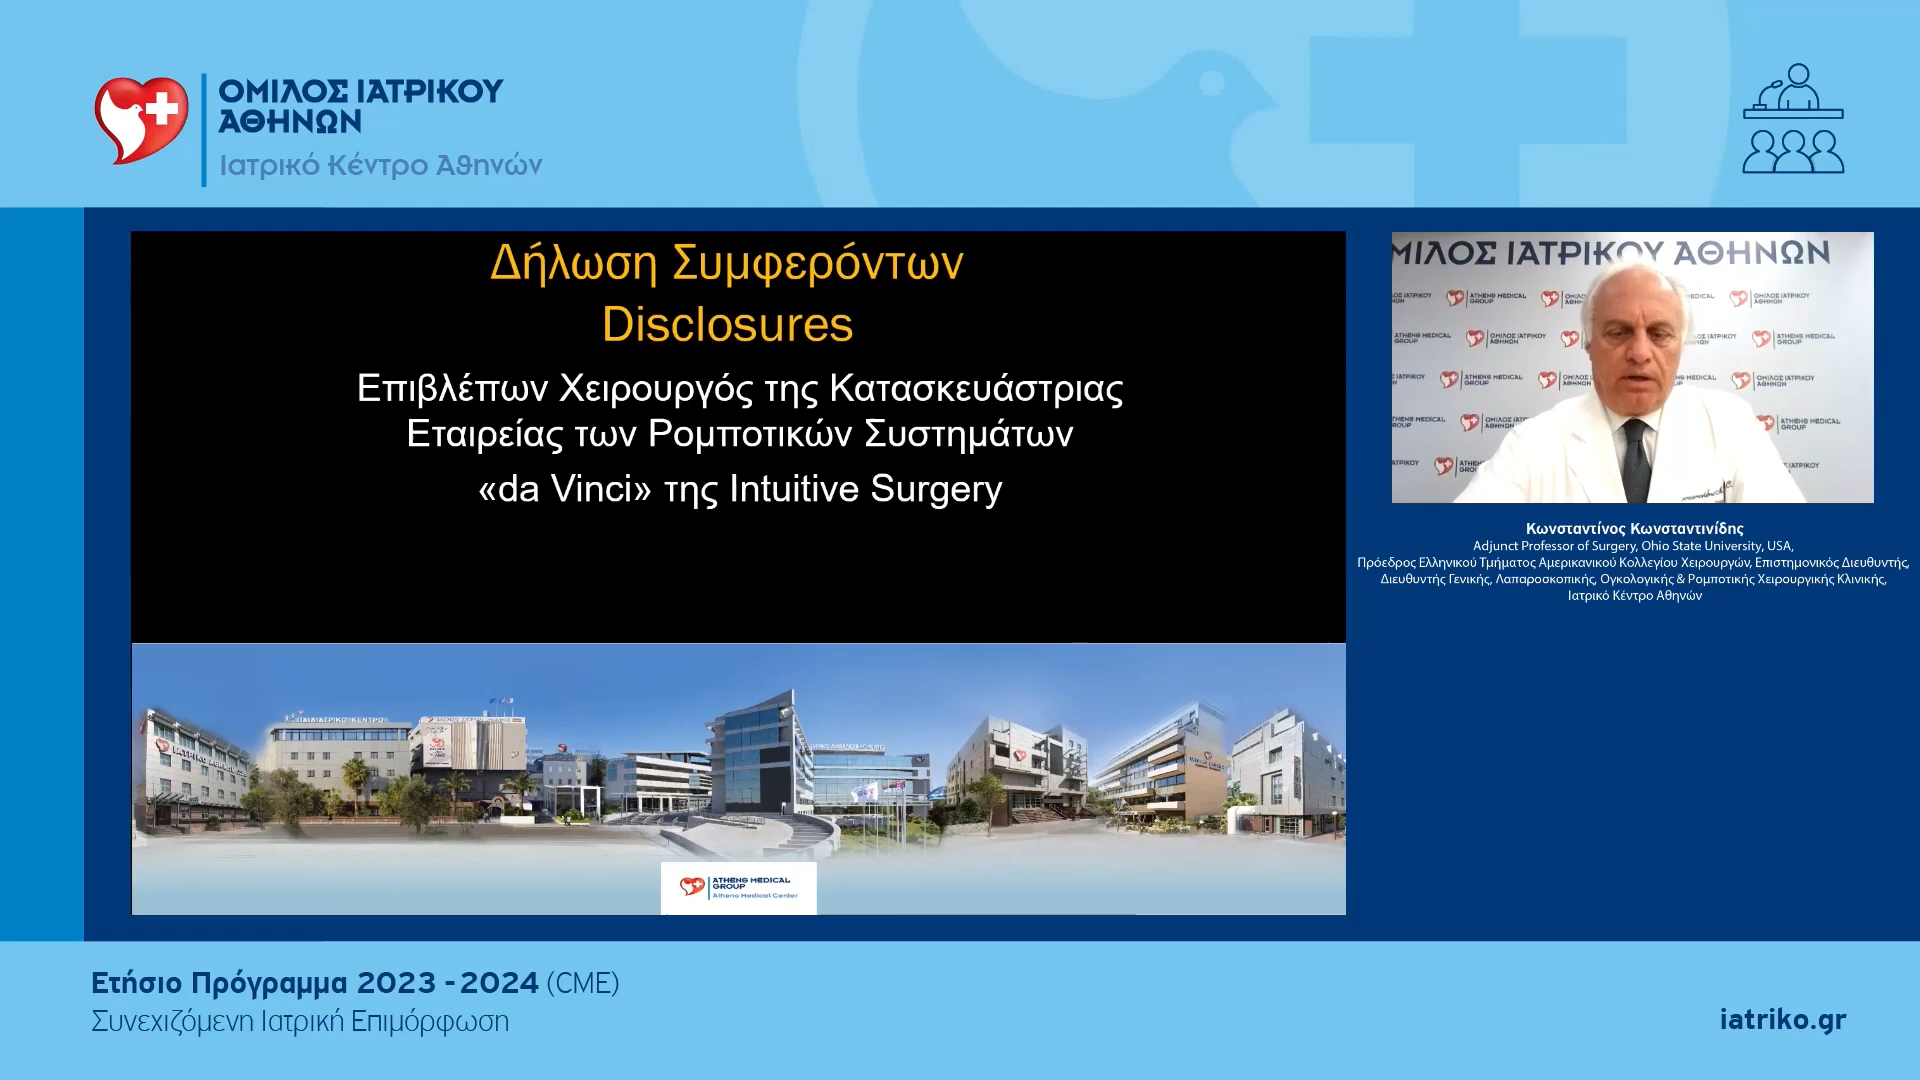 ΟΜΙΛΟΣ ΙΑΤΡΙΚΟΥ
ΑΘΗΝΩΝ
Ιατρικό Κέντρο Αθηνών
Δήλωση Συμφερόντων
Disclosures
Επιβλέπων Χειρουργός της Κατασκευάστριας
Εταιρείας των Ρομποτικών Συστημάτων
«da Vinci» της Intuitive Surgery
ΑΤΗΕΝS MEDICAL
GROUP
Athens Medical Center
ΜΙΛΟΣ ΙΑΤΡΙΚΟΥ ΑΘΗΝΩΝ
Κωνσταντίνος Κωνσταντινίδης
Adjunct Professor of Surgery, Ohio State University, USA,
Πρόεδρος Ελληνικού Τμήματος Αμερικανικού Κολλεγίου Χειρουργών, Επιστημονικός Διευθυντής,
Διευθυντής Γενικής, Λαπαροσκοπικής, Ογκολογικής & Ρομποτικής Χειρουργικής Κλινικής,
Ιατρικό Κέντρο Αθηνών
Ετήσιο Πρόγραμμα 2023 - 2024 (CME)
Συνεχιζόμενη Ιατρική Επιμόρφωση
iatriko.gr